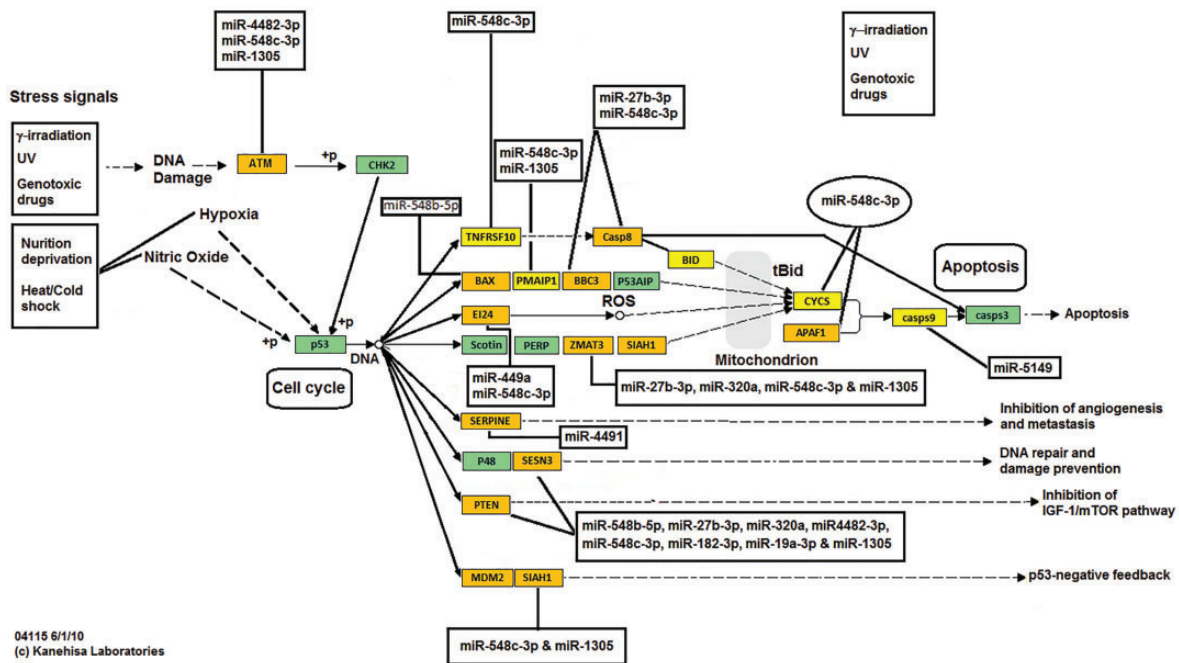 miR-4482-3p
miR-548c-3p
miR-1305
miR-548c-3p
γ-irradiation
UV
Genotoxic
drugs
Stress signals
γ-irradiation
UV
Genotoxic
drugs
DNA
Damage
ATM
+p
CHK2
miR-27b-3p
miR-548c-3p
miR-548c-3p
miR-1305
miR-548b-5p
miR-548c-3p
Nurition
deprivation
Heat/Cold
shock
Hypoxia
Nitric Oxide
TNFRSF10
Casp8
BID
tBid
Apoptosis
BAX
PMAIP1
BBC3
P53AIP
ROS
CYCS
EI24
casps9
casps3
Apoptosis
+p
+p
p53
DNA
Scotin
PERP
ZMAT3
SIAH1
APAF1
Mitochondrion
Cell cycle
miR-449a
miR-548c-3p
miR-27b-3p, miR-320a, miR-548c-3p & miR-1305
miR-5149
SERPINE
miR-4491
Inhibition of angiogenesis
and metastasis
P48
SESN3
DNA repair and
damage prevention
PTEN
Inhibition of
IGF-1/mTOR pathway
miR-548b-5p, miR-27b-3p, miR-320a, miR4482-3p,
miR-548c-3p, miR-182-3p, miR-19a-3p & miR-1305
MDM2
SIAH1
p53-negative feedback
miR-548c-3p & miR-1305
04115 6/1/10
(c) Kanehisa Laboratories